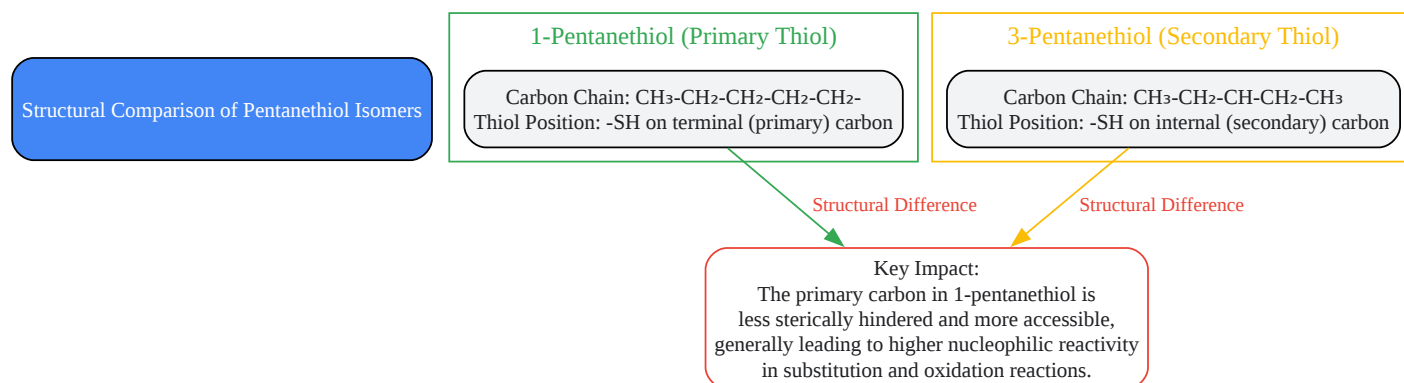 Structural Comparison of Pentanethiol Isomers
1-Pentanethiol (Primary Thiol)
Carbon Chain: CH₃-CH₂-CH₂-CH₂-CH₂-
Thiol Position: -SH on terminal (primary) carbon
3-Pentanethiol (Secondary Thiol)
Carbon Chain: CH₃-CH₂-CH-CH₂-CH₃
Thiol Position: -SH on internal (secondary) carbon
Structural Difference
Structural Difference
Key Impact:
The primary carbon in 1-pentanethiol is
less sterically hindered and more accessible,
generally leading to higher nucleophilic reactivity
in substitution and oxidation reactions.